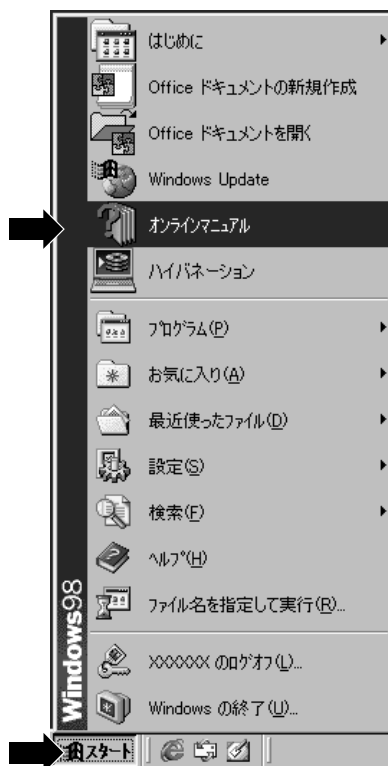 はじめに
Office ドキュメントの新規作成
Office ドキュメントを開く
Windows Update
オンラインマニュアル
ハイバネーション
プログラム(P)
お気に入り(A)
最近使ったファイル(D)
設定(S)
検索(F)
ヘルプ(H)
ファイル名を指定して実行(R)...
XXXXXX のログオフ(L)...
Windows の終了(U)...
Windows98
スタート